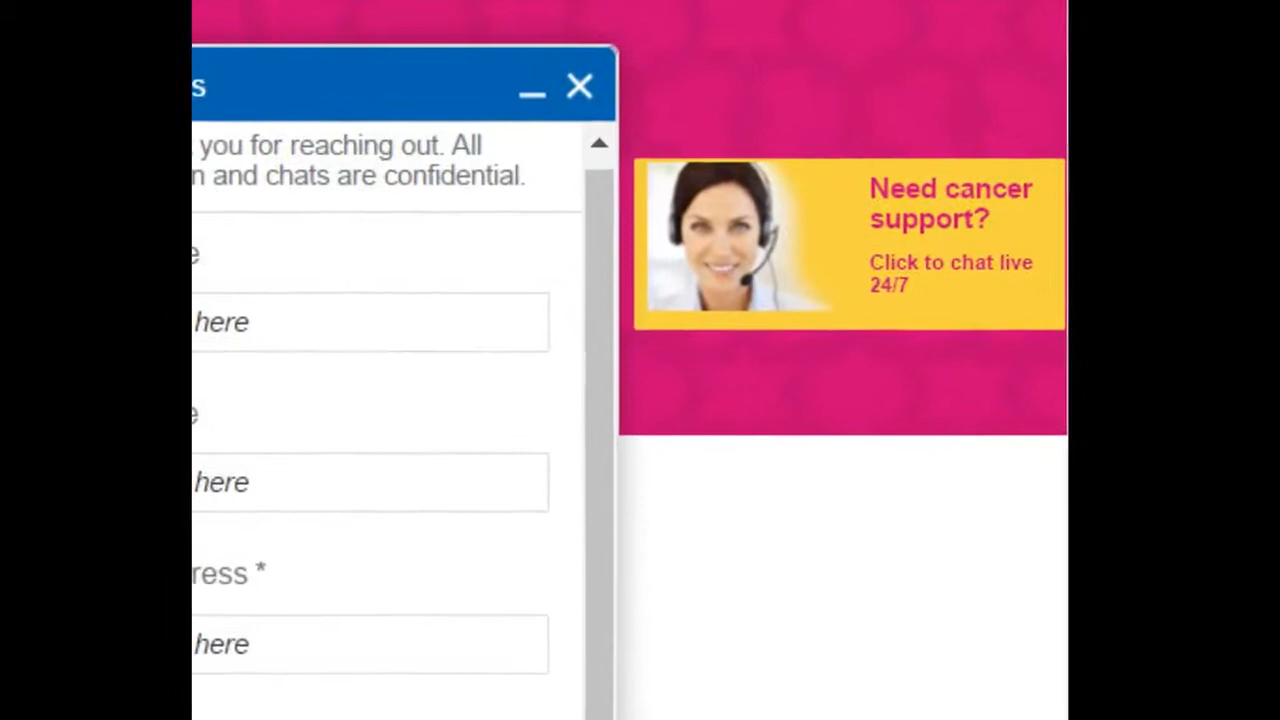 s
you for reaching out. All
n and chats are confidential.
e
here
e
here
ress *
here
Need cancer
support?
Click to chat live
24/7